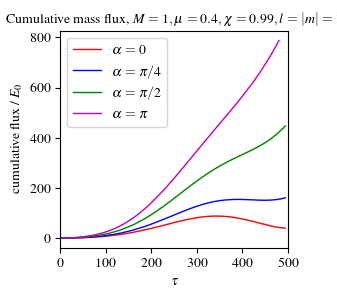 Cumulative mass flux, M = 1, μ = 0.4, χ = 0.99, l = |m| =
α = 0
α = π/4
α = π/2
α = π
cumulative flux / E₀
800
600
400
200
0
0 100 200 300 400 500
τ